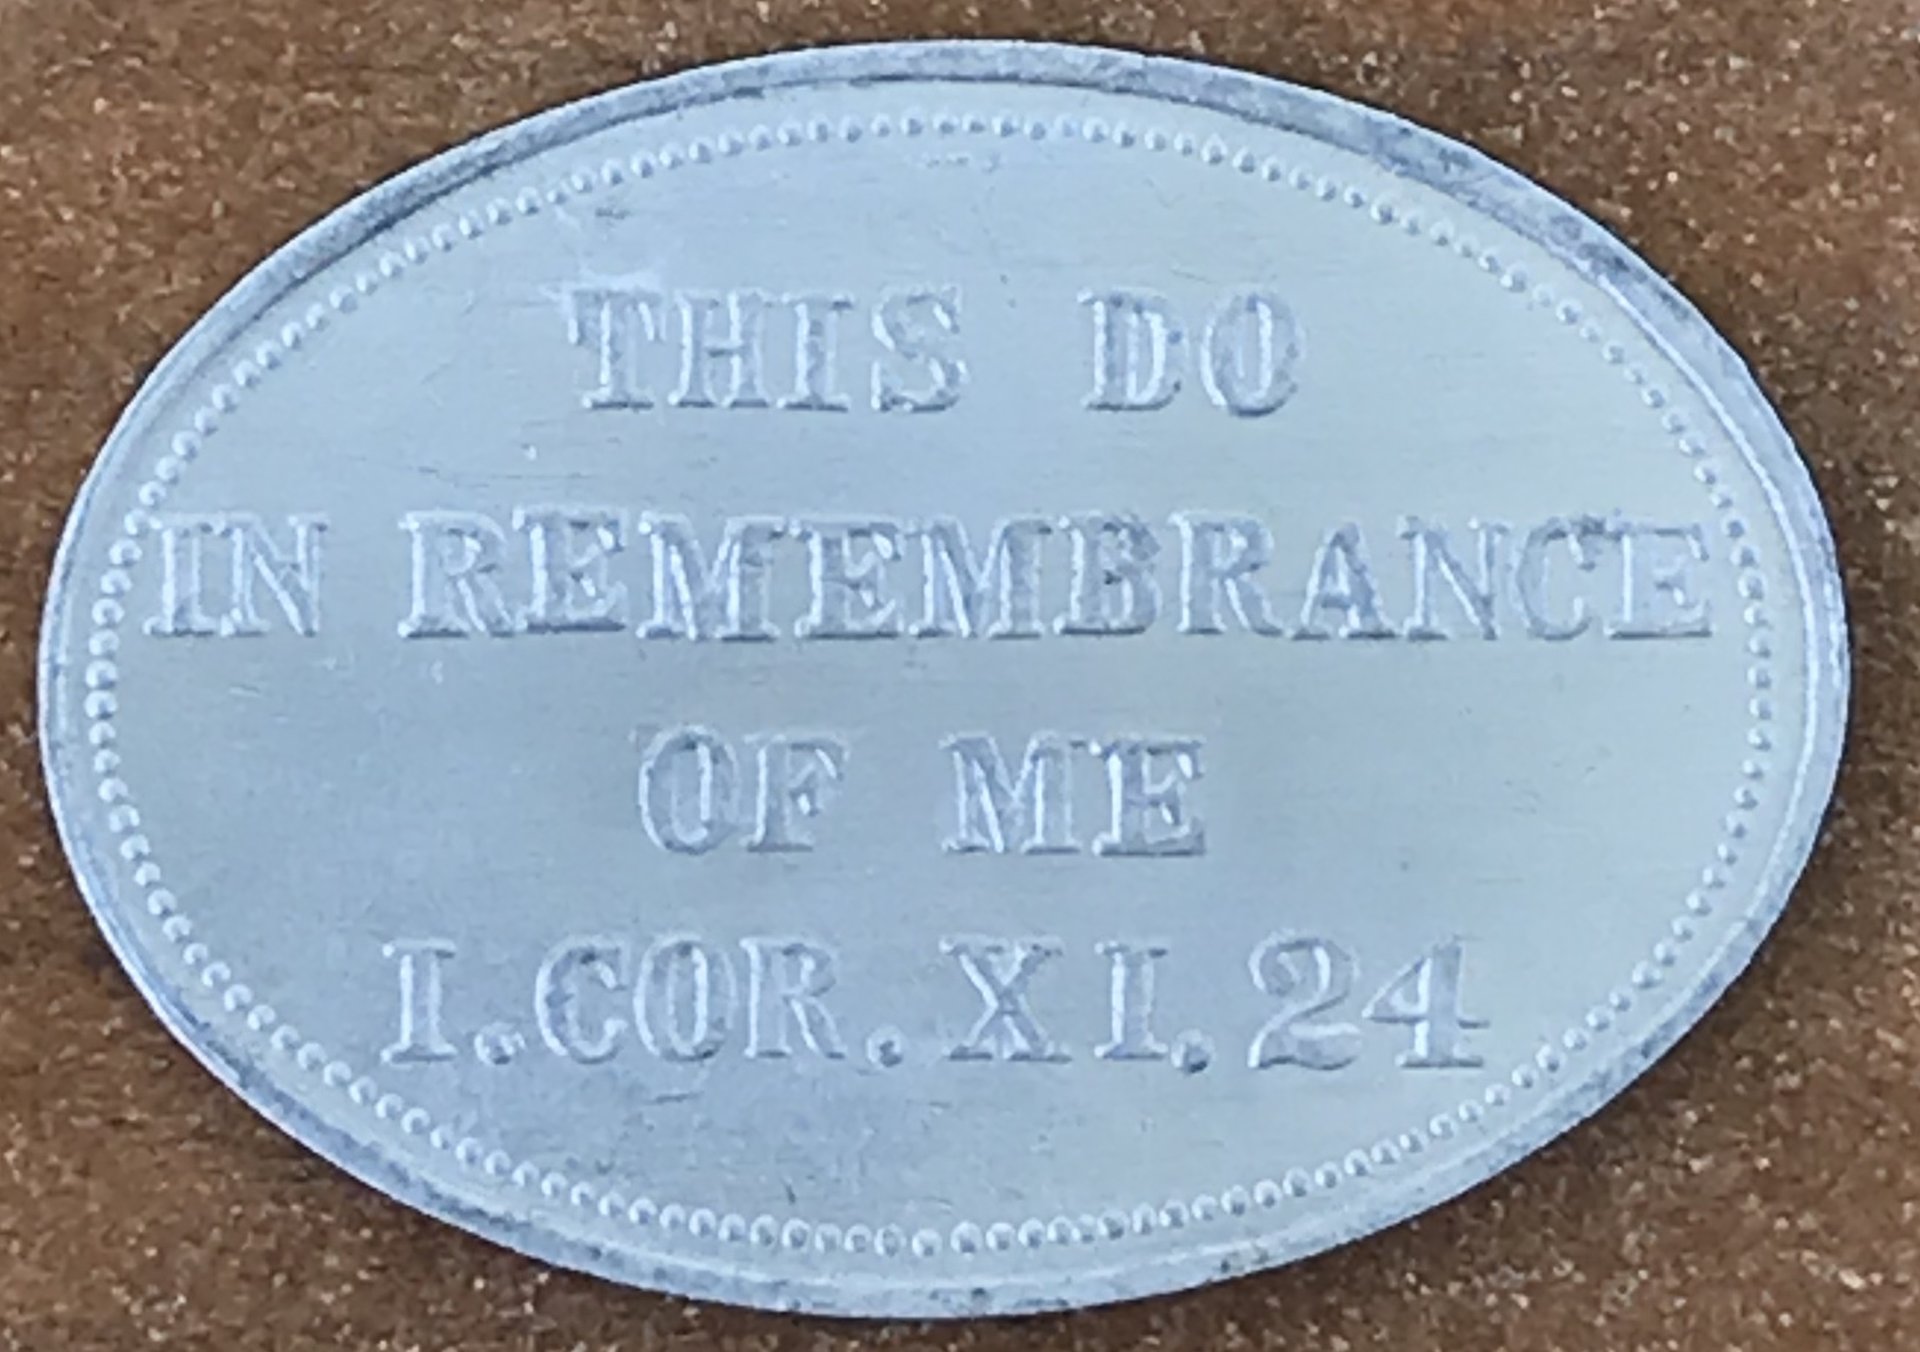 THIS DO
IN REMEMBRANCE
OF ME
I.COR.XI.24